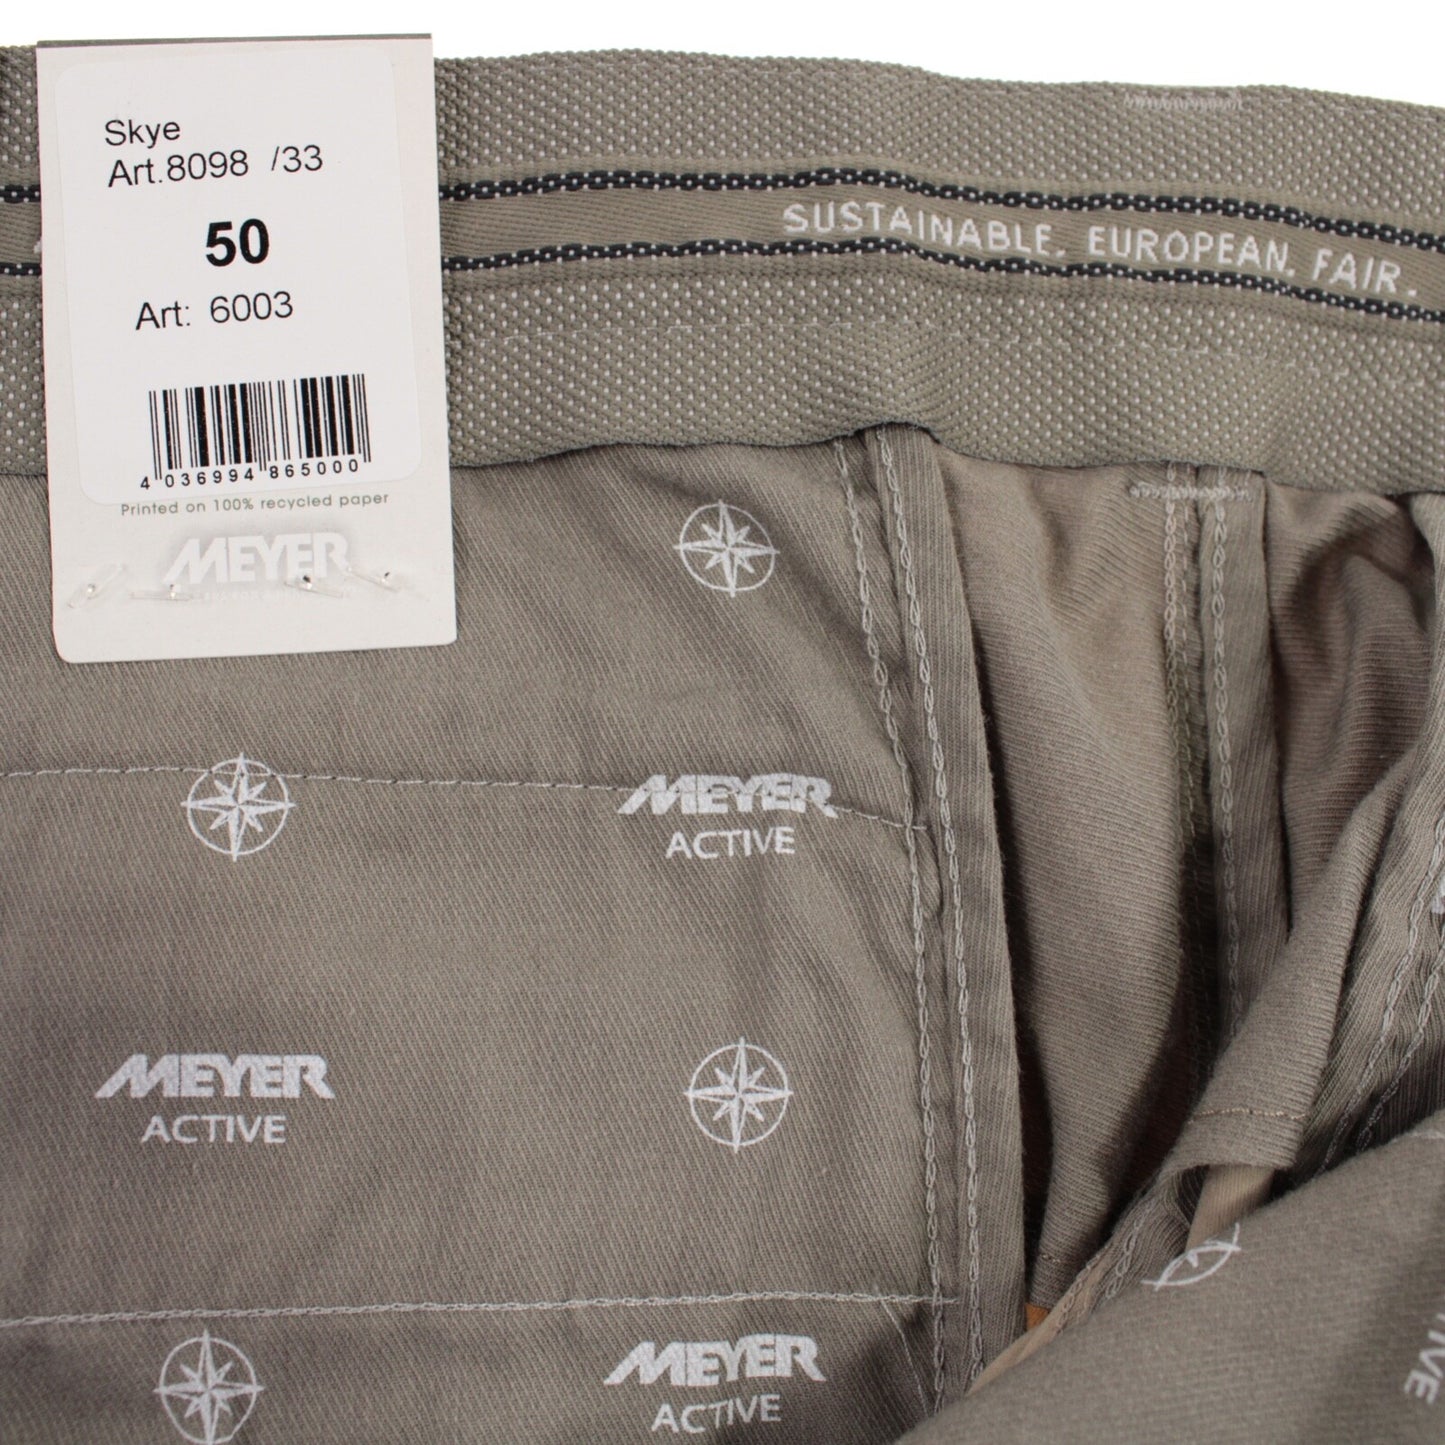 Skye
Art.8098 /33
50
Art: 6003
4 036994 865000
Printed on 100% recycled paper
MEYER
SUSTAINABLE. EUROPEAN. FAIR.
MEYER
ACTIVE
MEYER
ACTIVE
MEYER
ACTIVE